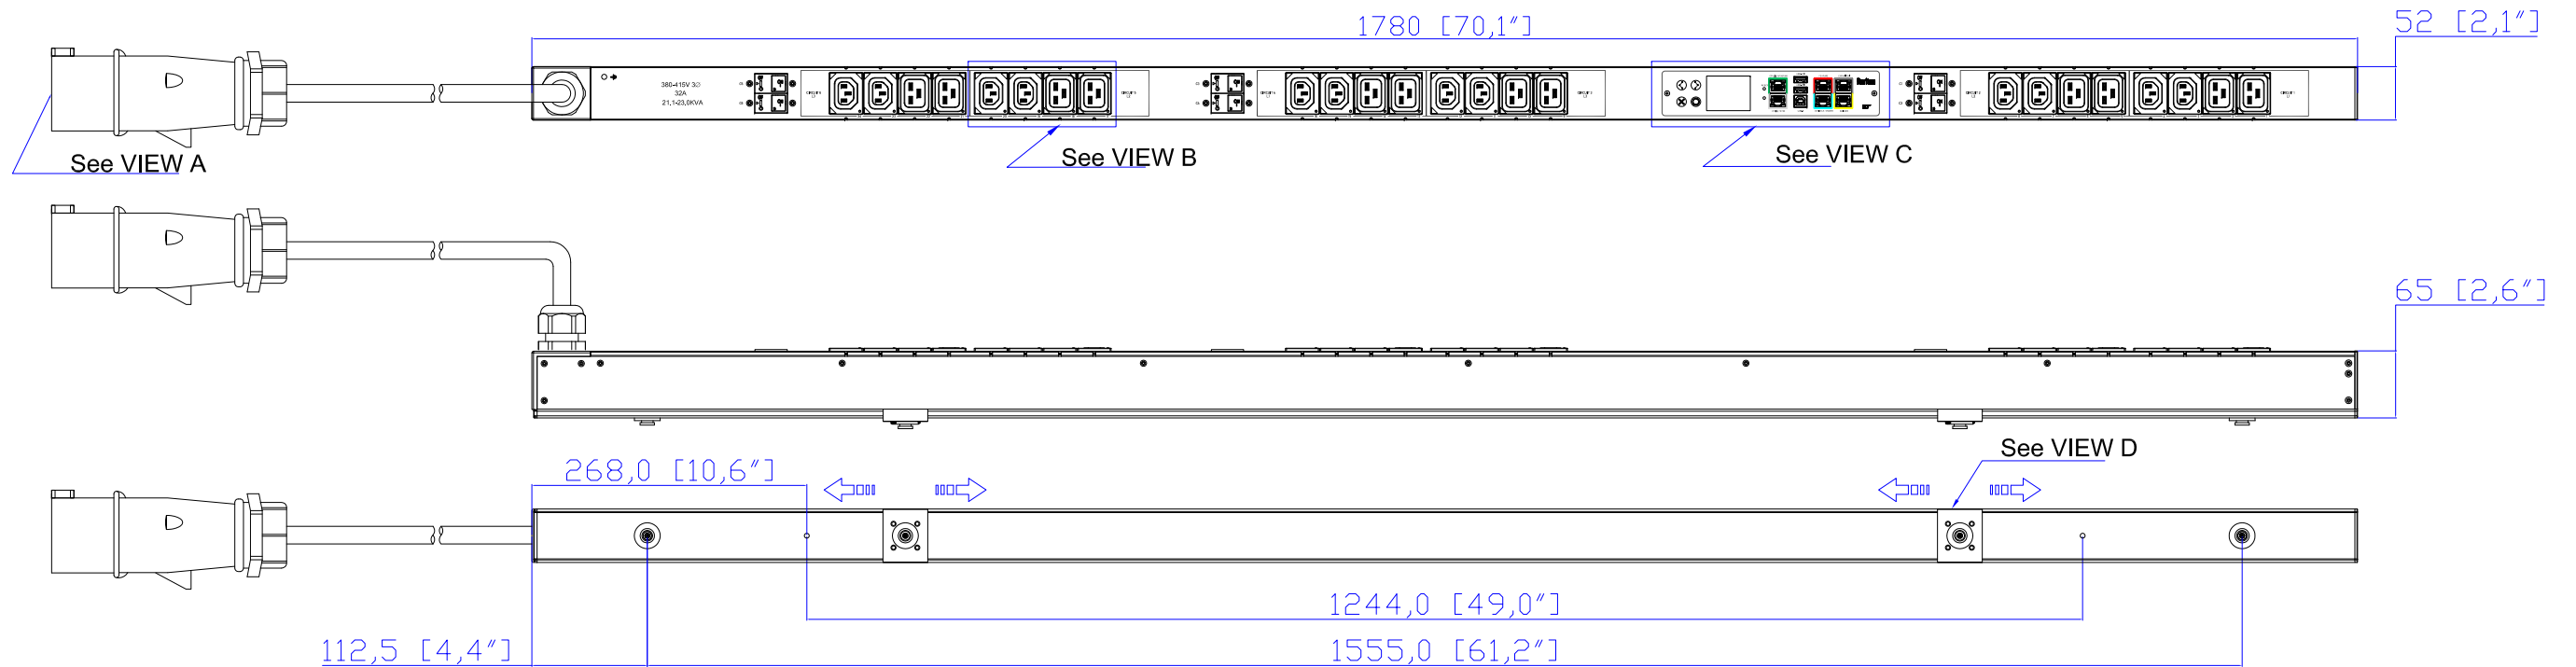 1780 [70,1"]
52 [2,1"]
380-415V 3∅
32A
21,1-23,0KVA
Raritan
See VIEW A
See VIEW B
See VIEW C
65 [2,6"]
See VIEW D
268,0 [10,6"]
1244,0 [49,0"]
112,5 [4,4"]
1555,0 [61,2"]